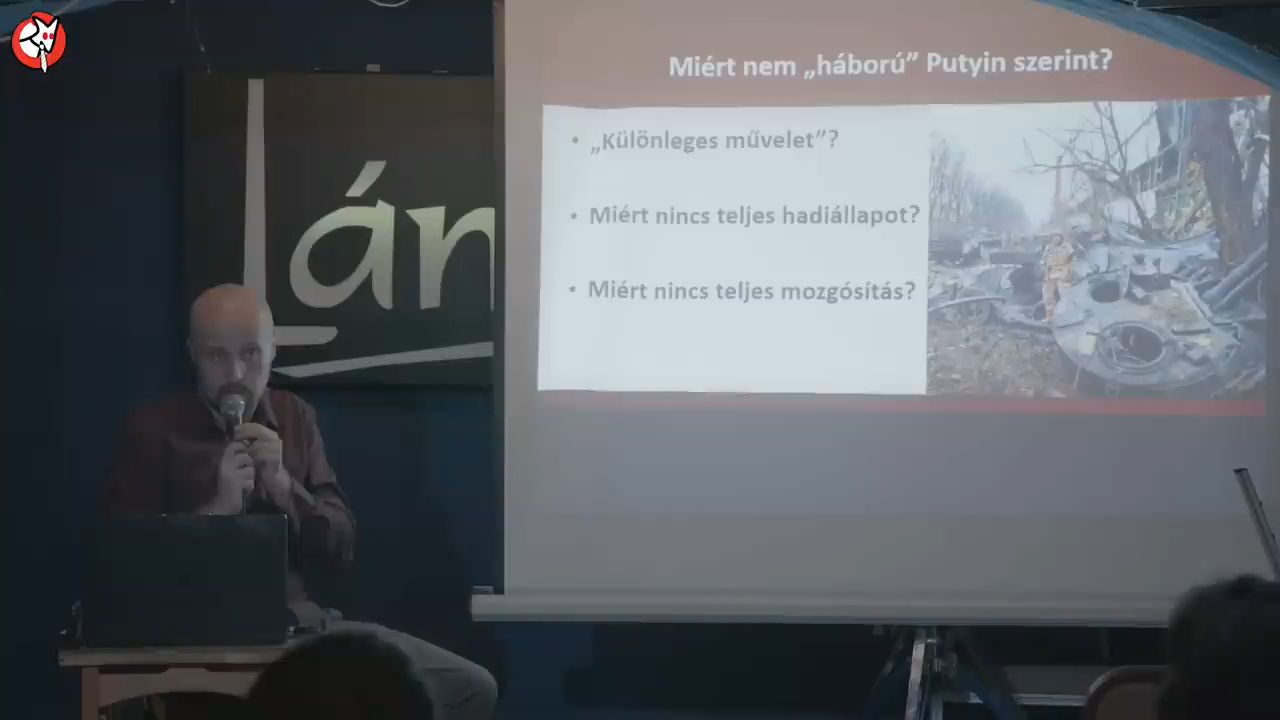 Miért nem „háború” Putyin szerint?
• „Különleges művelet”?
• Miért nincs teljes hadiállapot?
• Miért nincs teljes mozgósítás?
Lán